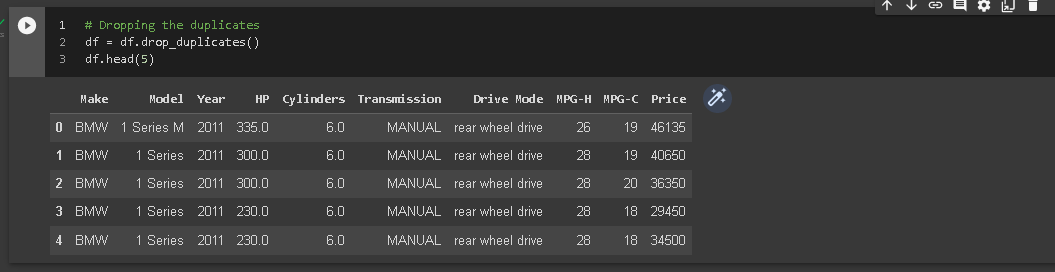 1 # Dropping the duplicates
2 df = df.drop_duplicates()
3 df.head(5)
Make Model Year HP Cylinders Transmission Drive Mode MPG-H MPG-C Price
0 BMW 1 Series M 2011 335.0 6.0 MANUAL rear wheel drive 26 19 46135
1 BMW 1 Series 2011 300.0 6.0 MANUAL rear wheel drive 28 19 40650
2 BMW 1 Series 2011 300.0 6.0 MANUAL rear wheel drive 28 20 36350
3 BMW 1 Series 2011 230.0 6.0 MANUAL rear wheel drive 28 18 29450
4 BMW 1 Series 2011 230.0 6.0 MANUAL rear wheel drive 28 18 34500